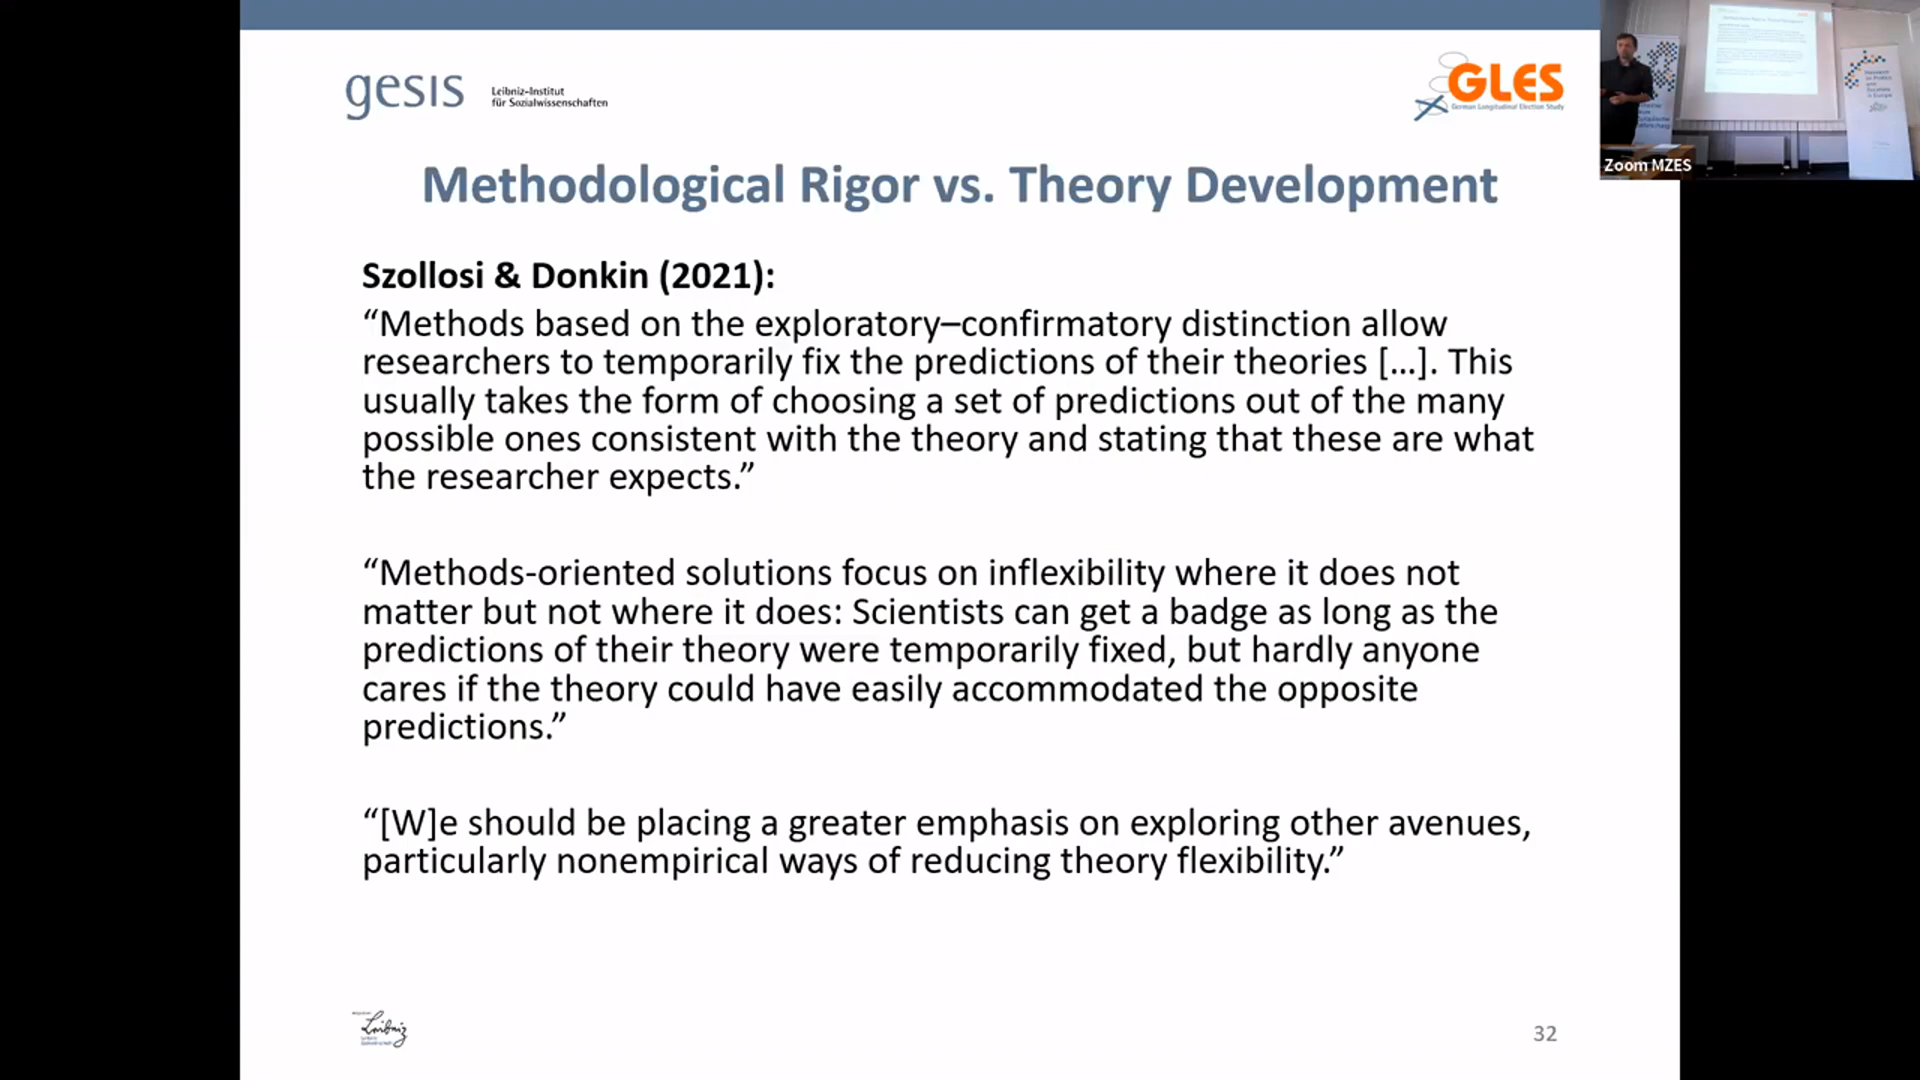 gesis
Leibniz-Institut
für Sozialwissenschaften
GLES
German Longitudinal Election Study
Zoom MZES
Methodological Rigor vs. Theory Development
Szollosi & Donkin (2021):
“Methods based on the exploratory–confirmatory distinction allow
researchers to temporarily fix the predictions of their theories […]. This
usually takes the form of choosing a set of predictions out of the many
possible ones consistent with the theory and stating that these are what
the researcher expects.”
“Methods-oriented solutions focus on inflexibility where it does not
matter but not where it does: Scientists can get a badge as long as the
predictions of their theory were temporarily fixed, but hardly anyone
cares if the theory could have easily accommodated the opposite
predictions.”
“[W]e should be placing a greater emphasis on exploring other avenues,
particularly nonempirical ways of reducing theory flexibility.”
Leibniz
32